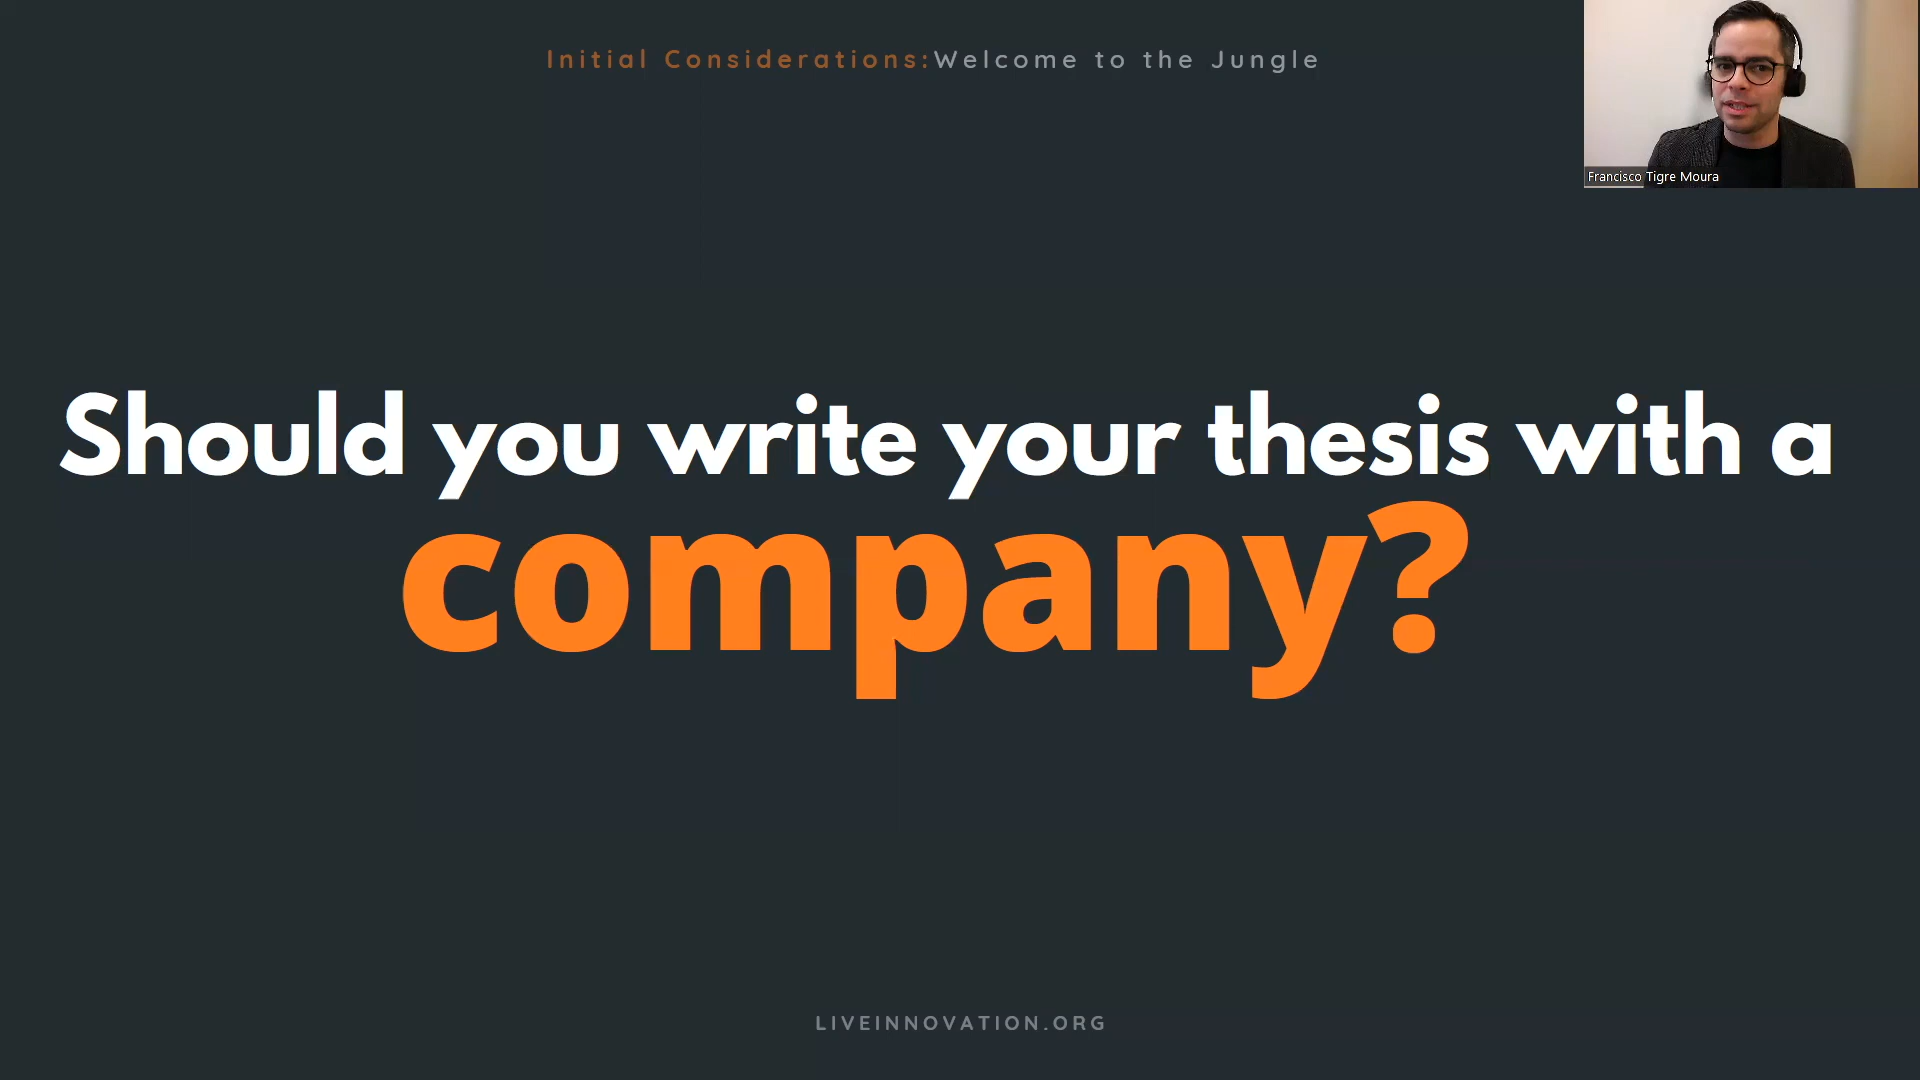 Initial Considerations:Welcome to the Jungle
Francisco Tigre Moura
Should you write your thesis with a
company?
LIVEINNOVATION.ORG